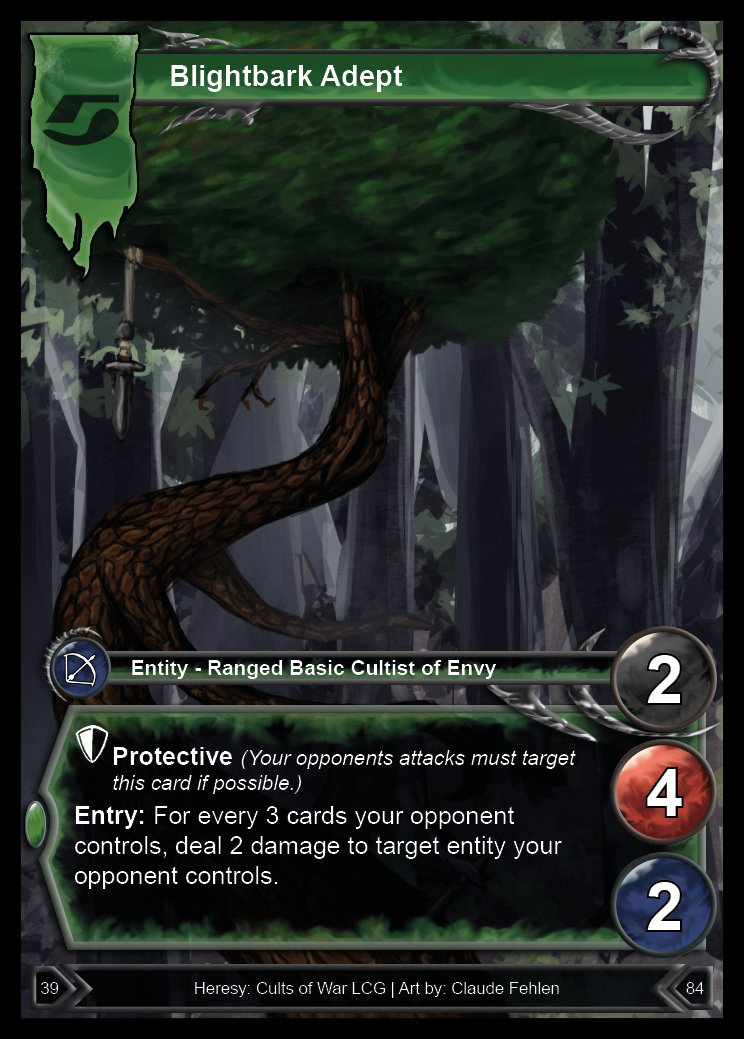 Blightbark Adept
Entity - Ranged Basic Cultist of Envy
2
Protective (Your opponents attacks must target
this card if possible.)
4
Entry: For every 3 cards your opponent
controls, deal 2 damage to target entity your
opponent controls.
2
39
Heresy: Cults of War LCG | Art by: Claude Fehlen
84